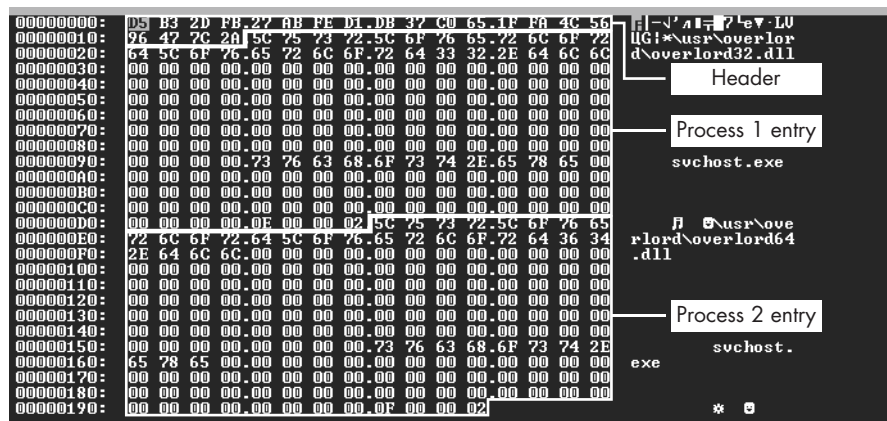 00000000: D5 B3 2D FB.27 AB FE D1.DB 37 C0 65.1F FA 4C 56 ╒│-√'л■╤█7└e▼·LV
00000010: 96 47 7C 2A.5C 75 73 72.5C 6F 76 65.72 6C 6F 72 ЦG|*\usr\overlor
00000020: 64 5C 6F 76.65 72 6C 6F.72 64 33 32.2E 64 6C 6C d\overlord32.dll
00000030: 00 00 00 00.00 00 00 00.00 00 00 00.00 00 00 00
Header
00000040: 00 00 00 00.00 00 00 00.00 00 00 00.00 00 00 00
00000050: 00 00 00 00.00 00 00 00.00 00 00 00.00 00 00 00
00000060: 00 00 00 00.00 00 00 00.00 00 00 00.00 00 00 00
00000070: 00 00 00 00.00 00 00 00.00 00 00 00.00 00 00 00
Process 1 entry
00000080: 00 00 00 00.00 00 00 00.00 00 00 00.00 00 00 00
00000090: 00 00 00 00.73 76 63 68.6F 73 74 2E.65 78 65 00 svchost.exe
000000A0: 00 00 00 00.00 00 00 00.00 00 00 00.00 00 00 00
000000B0: 00 00 00 00.00 00 00 00.00 00 00 00.00 00 00 00
000000C0: 00 00 00 00.00 00 00 00.00 00 00 00.00 00 00 00
000000D0: 00 00 00 00.0E 00 00 02.5C 75 73 72.5C 6F 76 65 ♫ ☻\usr\ove
000000E0: 72 6C 6F 72.64 5C 6F 76.65 72 6C 6F.72 64 36 34 rlord\overlord64
000000F0: 2E 64 6C 6C.00 00 00 00.00 00 00 00.00 00 00 00 .dll
00000100: 00 00 00 00.00 00 00 00.00 00 00 00.00 00 00 00
00000110: 00 00 00 00.00 00 00 00.00 00 00 00.00 00 00 00
00000120: 00 00 00 00.00 00 00 00.00 00 00 00.00 00 00 00
00000130: 00 00 00 00.00 00 00 00.00 00 00 00.00 00 00 00
Process 2 entry
00000140: 00 00 00 00.00 00 00 00.00 00 00 00.00 00 00 00
00000150: 00 00 00 00.00 00 00 00.73 76 63 68.6F 73 74 2E svchost.
00000160: 65 78 65 00.00 00 00 00.00 00 00 00.00 00 00 00 exe
00000170: 00 00 00 00.00 00 00 00.00 00 00 00.00 00 00 00
00000180: 00 00 00 00.00 00 00 00.00 00 00 00.00 00 00 00
00000190: 00 00 00 00.00 00 00 00.0F 00 00 02 ☼ ☻